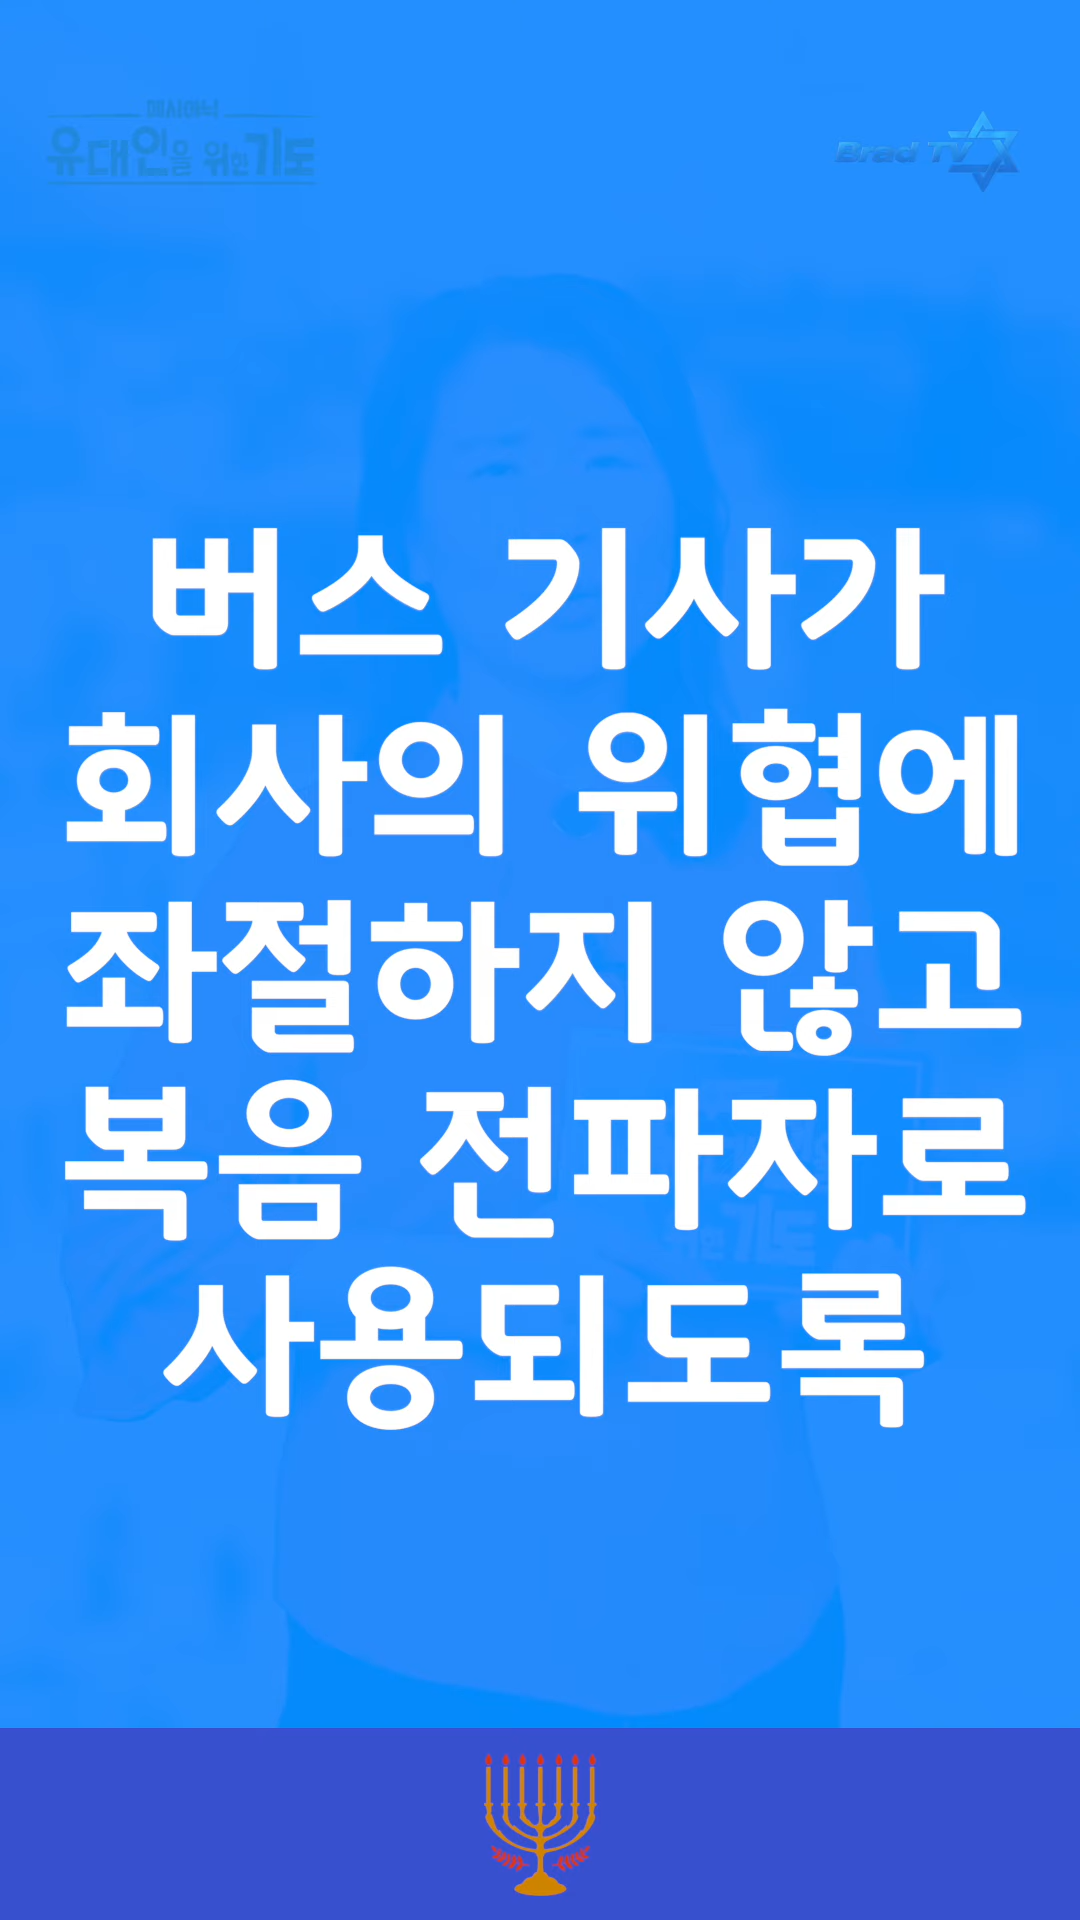 메시아닉
유대인을 위한 기도
Brad TV
버스 기사가
회사의 위협에
좌절하지 않고
복음 전파자로
사용되도록